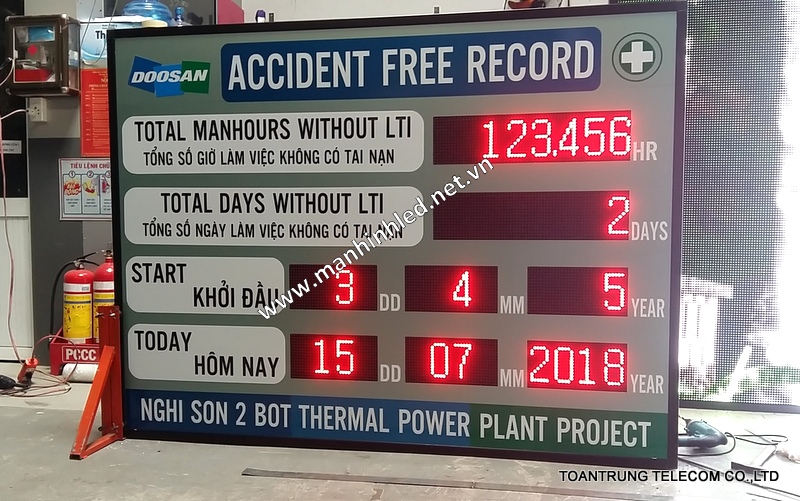 DOOSAN
ACCIDENT FREE RECORD
TOTAL MANHOURS WITHOUT LTI
TỔNG SỐ GIỜ LÀM VIỆC KHÔNG CÓ TAI NẠN
123.456 HR
TOTAL DAYS WITHOUT LTI
TỔNG SỐ NGÀY LÀM VIỆC KHÔNG CÓ TAI NẠN
2 DAYS
START
KHỞI ĐẦU
3 DD 4 MM 5 YEAR
TODAY
HÔM NAY
15 DD 07 MM 2018 YEAR
NGHI SON 2 BOT THERMAL POWER PLANT PROJECT
www.manhinhled.net.vn
TIÊU LỆNH CHỮ
PCCC
TOANTRUNG TELECOM CO.,LTD